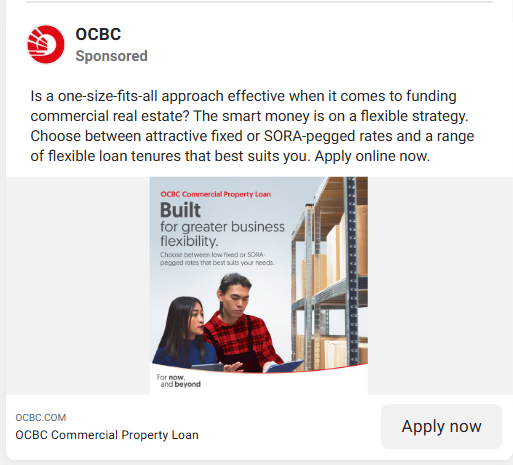 OCBC
Sponsored
Is a one-size-fits-all approach effective when it comes to funding
commercial real estate? The smart money is on a flexible strategy.
Choose between attractive fixed or SORA-pegged rates and a range
of flexible loan tenures that best suits you. Apply online now.
OCBC Commercial Property Loan
Built
for greater business
flexibility.
Choose between low fixed or SORA-
pegged rates that best suits your needs.
For now,
and beyond
OCBC.COM
OCBC Commercial Property Loan
Apply now